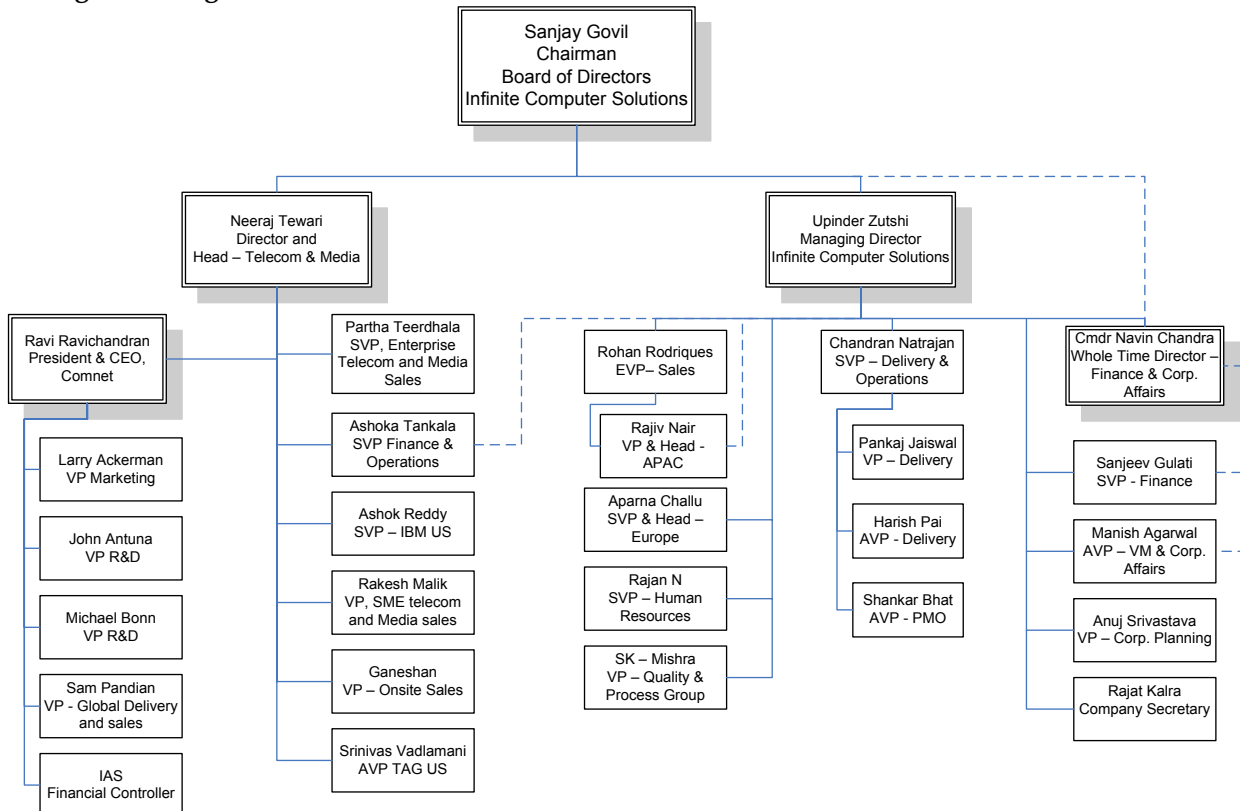 Sanjay Govil
Chairman
Board of Directors
Infinite Computer Solutions
Neeraj Tewari
Director and
Head – Telecom & Media
Upinder Zutshi
Managing Director
Infinite Computer Solutions
Ravi Ravichandran
President & CEO,
Comnet
Larry Ackerman
VP Marketing
John Antuna
VP R&D
Michael Bonn
VP R&D
Sam Pandian
VP - Global Delivery
and sales
IAS
Financial Controller
Partha Teerdhala
SVP, Enterprise
Telecom and Media
Sales
Ashoka Tankala
SVP Finance &
Operations
Ashok Reddy
SVP – IBM US
Rakesh Malik
VP, SME telecom
and Media sales
Ganeshan
VP – Onsite Sales
Srinivas Vadlamani
AVP TAG US
Rohan Rodriques
EVP– Sales
Rajiv Nair
VP & Head -
APAC
Aparna Challu
SVP & Head –
Europe
Rajan N
SVP – Human
Resources
SK – Mishra
VP – Quality &
Process Group
Chandran Natrajan
SVP – Delivery &
Operations
Pankaj Jaiswal
VP – Delivery
Harish Pai
AVP - Delivery
Shankar Bhat
AVP - PMO
Cmdr Navin Chandra
Whole Time Director –
Finance & Corp.
Affairs
Sanjeev Gulati
SVP - Finance
Manish Agarwal
AVP – VM & Corp.
Affairs
Anuj Srivastava
VP – Corp. Planning
Rajat Kalra
Company Secretary